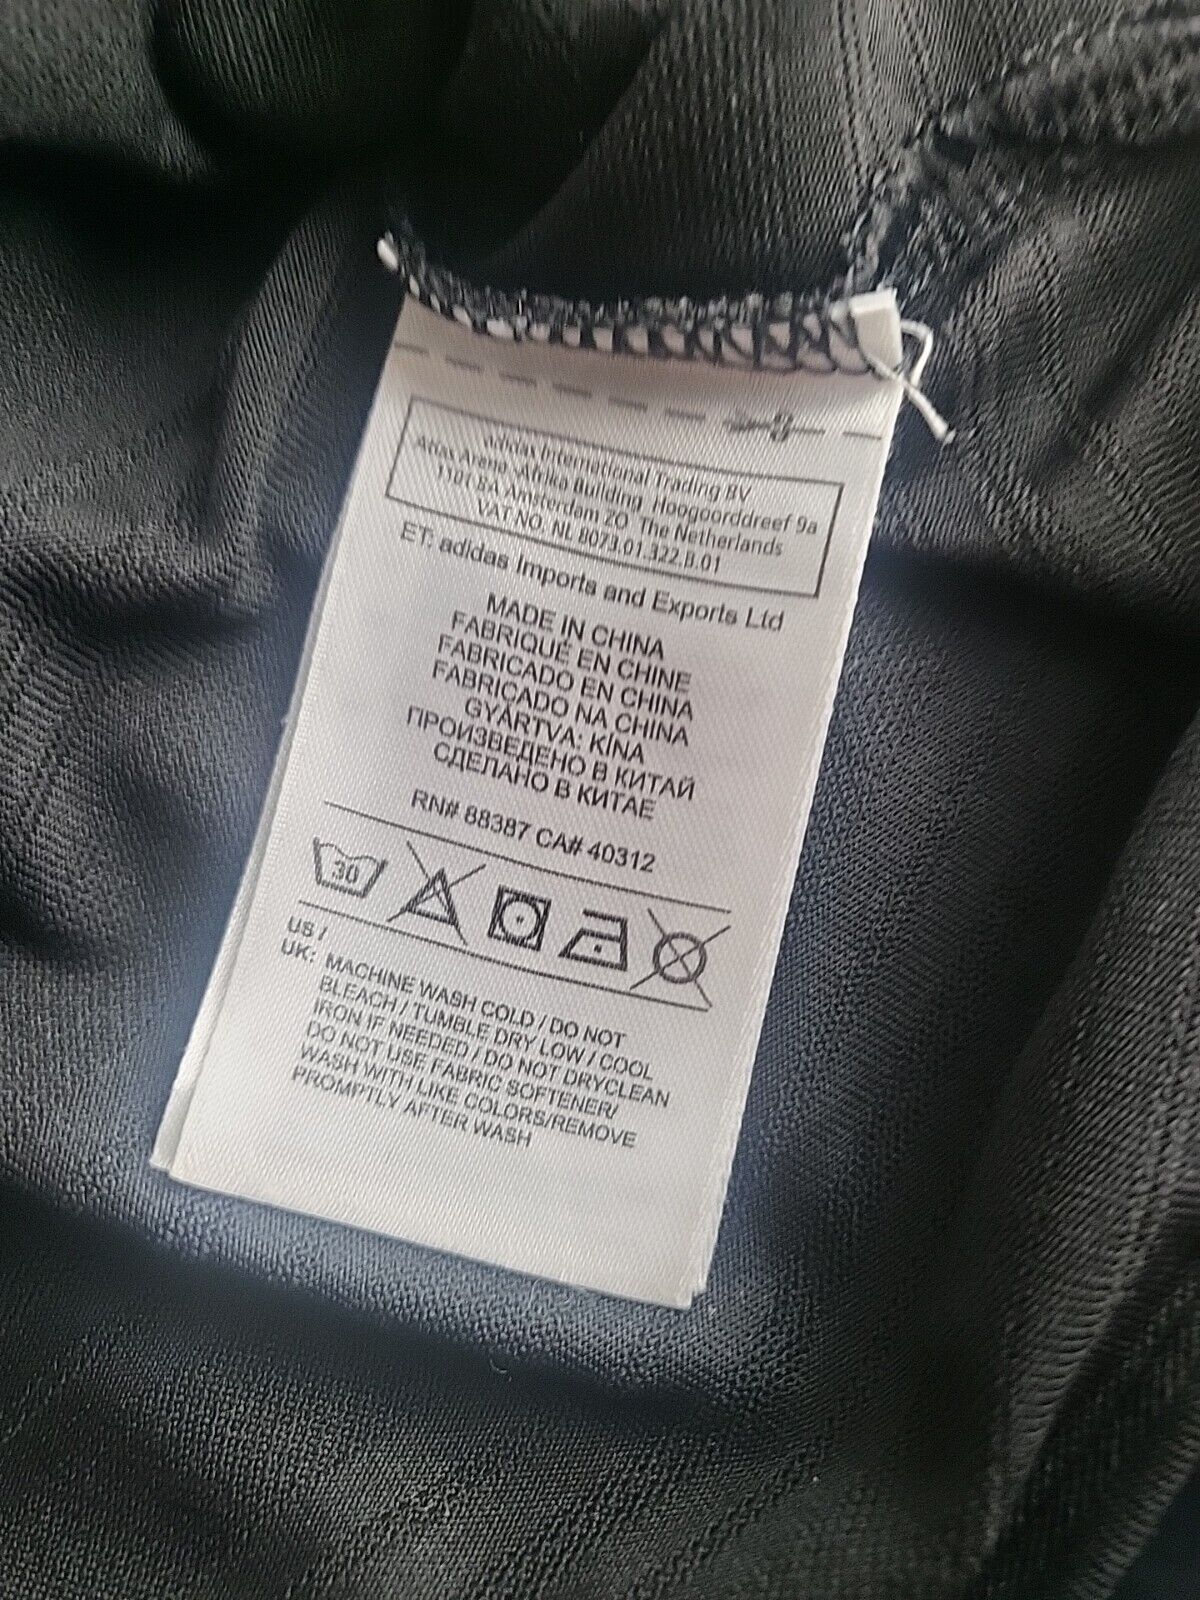 adidas International Trading BV
Atlas Arena, Afrika Building, Hoogoorddreef 9a
1101 BA Amsterdam ZO The Netherlands
VAT NO. NL 8073.01.322.B.01
ET: adidas Imports and Exports Ltd
MADE IN CHINA
FABRIQUÉ EN CHINE
FABRICADO EN CHINA
FABRICADO NA CHINA
GYÁRTVA: KÍNA
ПРОИЗВЕДЕНО В КИТАЙ
СДЕЛАНО В КИТАЕ
RN# 88387 CA# 40312
30
US /
UK: MACHINE WASH COLD / DO NOT
BLEACH / TUMBLE DRY LOW / COOL
IRON IF NEEDED / DO NOT DRYCLEAN
DO NOT USE FABRIC SOFTENER/
WASH WITH LIKE COLORS/REMOVE
PROMPTLY AFTER WASH